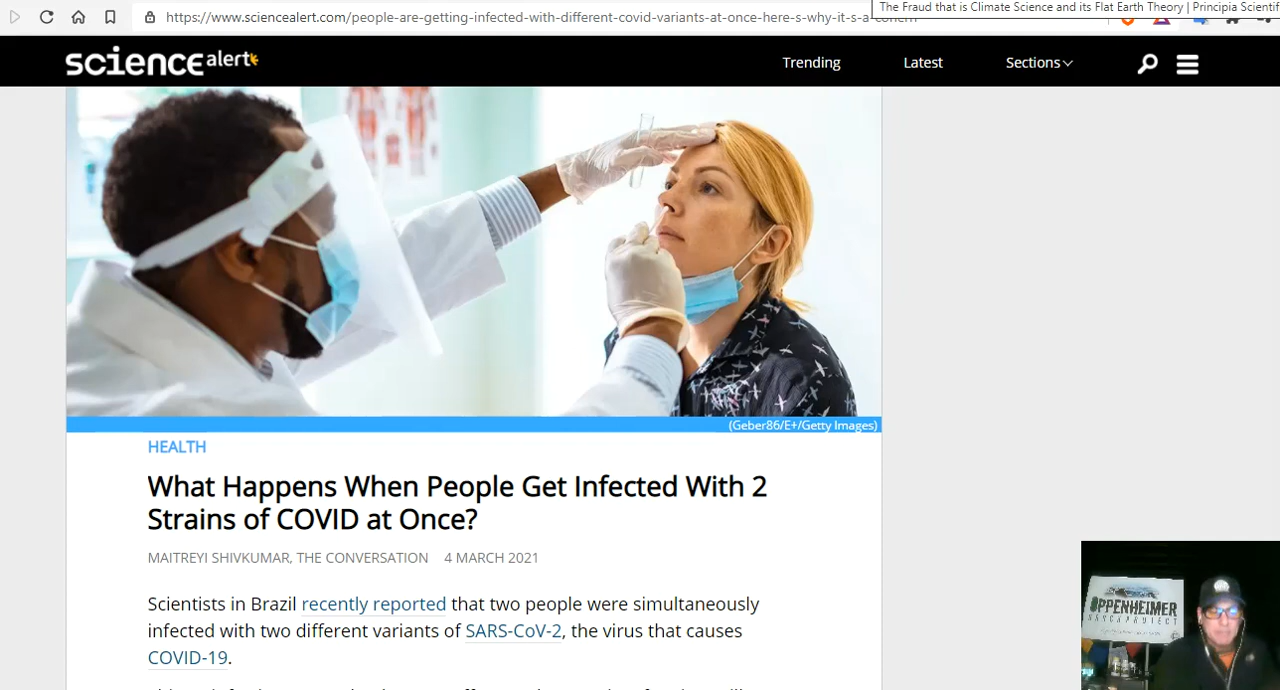 The Fraud that is Climate Science and its Flat Earth Theory | Principia Scientif
https://www.sciencealert.com/people-are-getting-infected-with-different-covid-variants-at-once-here-s-why-it-s-a-concern
sciencealert
Trending
Latest
Sections
(Geber86/E+/Getty Images)
HEALTH
What Happens When People Get Infected With 2
Strains of COVID at Once?
MAITREYI SHIVKUMAR, THE CONVERSATION 4 MARCH 2021
Scientists in Brazil recently reported that two people were simultaneously
infected with two different variants of SARS-CoV-2, the virus that causes
COVID-19.
OPPENHEIMER
RANCH PROJECT